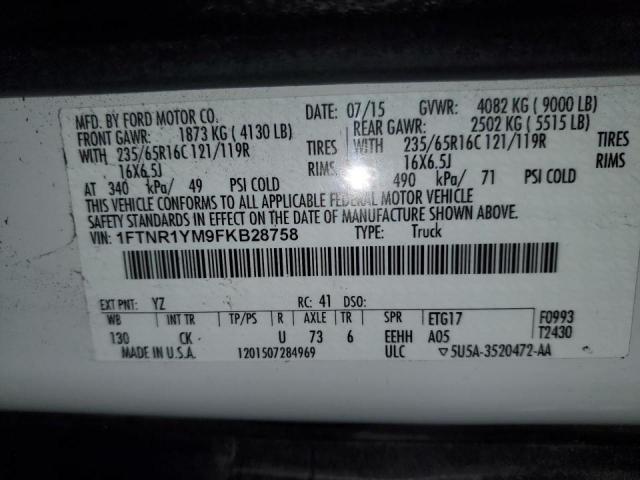 MFD. BY FORD MOTOR CO.
DATE: 07/15 GVWR: 4082 KG ( 9000 LB)
FRONT GAWR: 1873 KG ( 4130 LB)
REAR GAWR: 2502 KG ( 5515 LB)
WITH 235/65R16C 121/119R TIRES
WITH 235/65R16C 121/119R TIRES
16X6.5J RIMS
16X6.5J RIMS
AT 340 kPa/ 49 PSI COLD
490 kPa/ 71 PSI COLD
THIS VEHICLE CONFORMS TO ALL APPLICABLE FEDERAL MOTOR VEHICLE
SAFETY STANDARDS IN EFFECT ON THE DATE OF MANUFACTURE SHOWN ABOVE.
VIN: 1FTNR1YM9FKB28758 TYPE: Truck
EXT PNT: YZ RC: 41 DSO:
WB INT TR TP/PS R AXLE TR SPR ETG17 F0993
130 CK U 73 6 EEHH A05 T2430
MADE IN U.S.A. 1201507284969 ULC ▽5U5A-3520472-AA